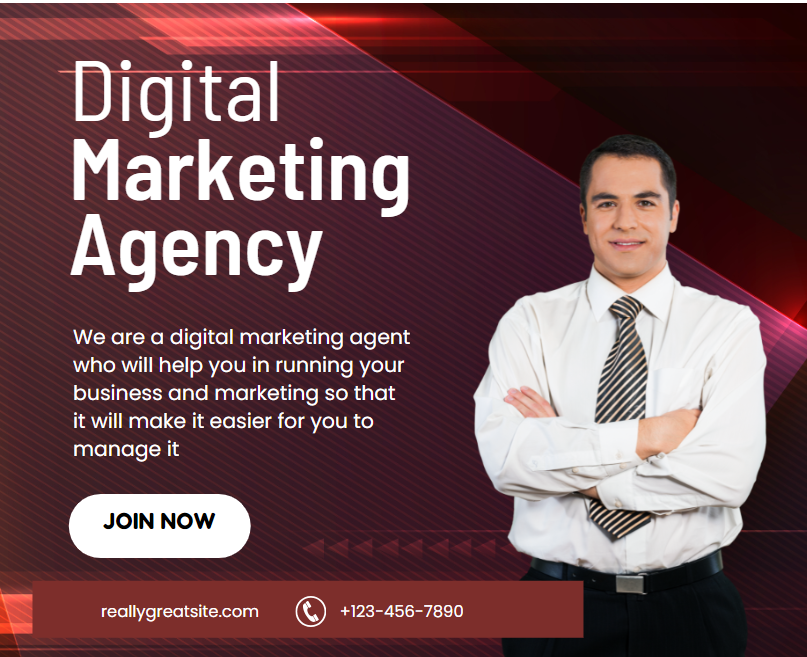 Digital
Marketing
Agency
We are a digital marketing agent
who will help you in running your
business and marketing so that
it will make it easier for you to
manage it
JOIN NOW
reallygreatsite.com
+123-456-7890